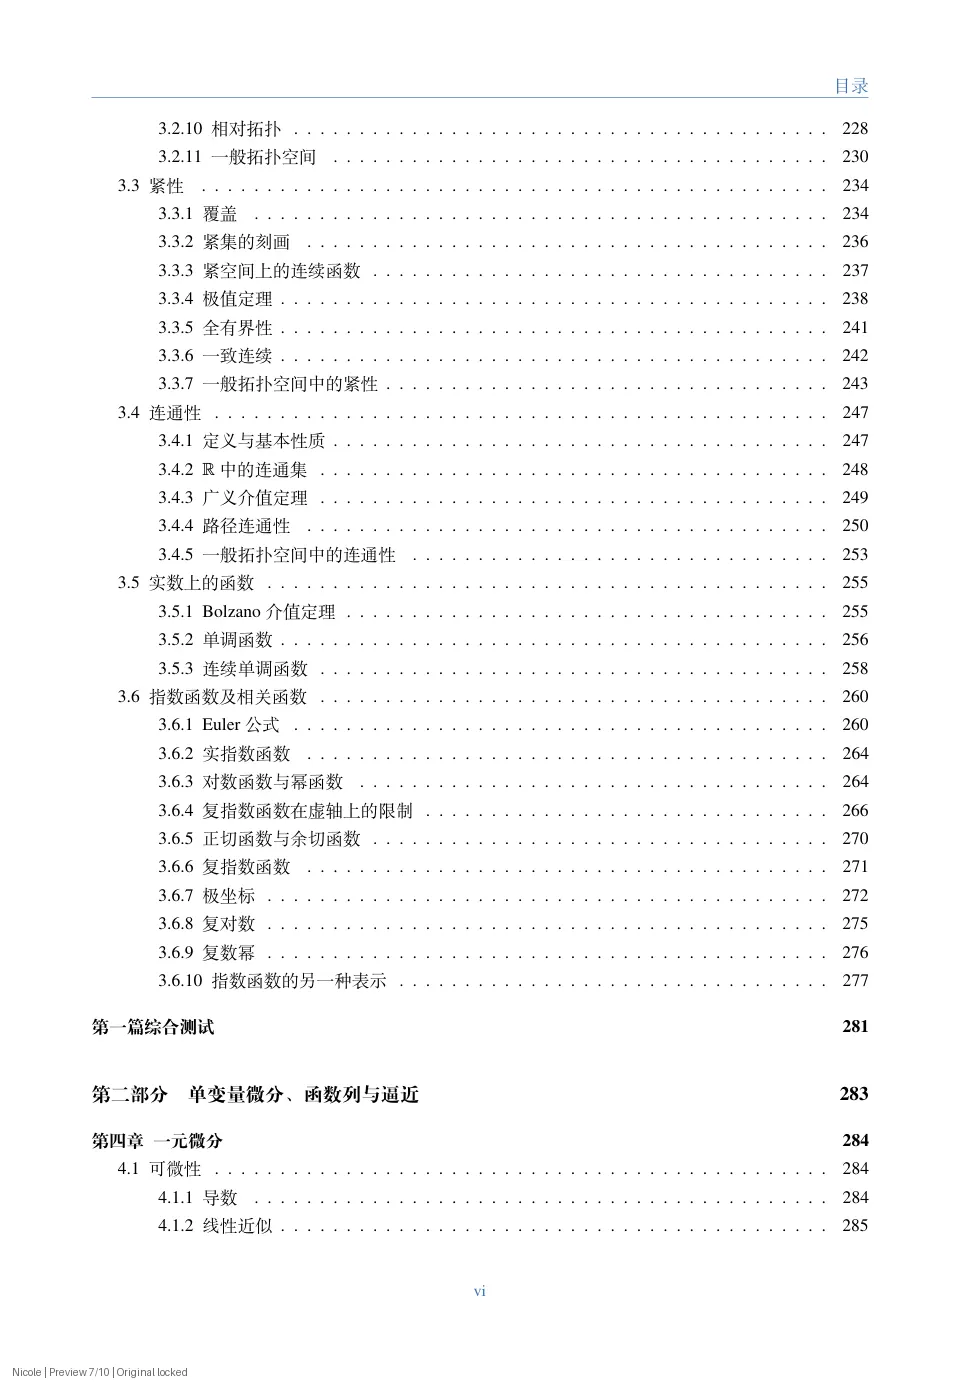 目录
3.2.10 相对拓扑 . . . . . . . . . . . . . . . . . . . . . . . . . . . . . . . . . . . . . . . . . 228
3.2.11 一般拓扑空间 . . . . . . . . . . . . . . . . . . . . . . . . . . . . . . . . . . . . . . 230
3.3 紧性 . . . . . . . . . . . . . . . . . . . . . . . . . . . . . . . . . . . . . . . . . . . . . . . . 234
3.3.1 覆盖 . . . . . . . . . . . . . . . . . . . . . . . . . . . . . . . . . . . . . . . . . . . . 234
3.3.2 紧集的刻画 . . . . . . . . . . . . . . . . . . . . . . . . . . . . . . . . . . . . . . . . 236
3.3.3 紧空间上的连续函数 . . . . . . . . . . . . . . . . . . . . . . . . . . . . . . . . . . . 237
3.3.4 极值定理 . . . . . . . . . . . . . . . . . . . . . . . . . . . . . . . . . . . . . . . . . . 238
3.3.5 全有界性 . . . . . . . . . . . . . . . . . . . . . . . . . . . . . . . . . . . . . . . . . . 241
3.3.6 一致连续 . . . . . . . . . . . . . . . . . . . . . . . . . . . . . . . . . . . . . . . . . . 242
3.3.7 一般拓扑空间中的紧性 . . . . . . . . . . . . . . . . . . . . . . . . . . . . . . . . . . 243
3.4 连通性 . . . . . . . . . . . . . . . . . . . . . . . . . . . . . . . . . . . . . . . . . . . . . . . 247
3.4.1 定义与基本性质 . . . . . . . . . . . . . . . . . . . . . . . . . . . . . . . . . . . . . . 247
3.4.2 ℝ 中的连通集 . . . . . . . . . . . . . . . . . . . . . . . . . . . . . . . . . . . . . . . 248
3.4.3 广义介值定理 . . . . . . . . . . . . . . . . . . . . . . . . . . . . . . . . . . . . . . . 249
3.4.4 路径连通性 . . . . . . . . . . . . . . . . . . . . . . . . . . . . . . . . . . . . . . . . 250
3.4.5 一般拓扑空间中的连通性 . . . . . . . . . . . . . . . . . . . . . . . . . . . . . . . . 253
3.5 实数上的函数 . . . . . . . . . . . . . . . . . . . . . . . . . . . . . . . . . . . . . . . . . . . 255
3.5.1 Bolzano 介值定理 . . . . . . . . . . . . . . . . . . . . . . . . . . . . . . . . . . . . . 255
3.5.2 单调函数 . . . . . . . . . . . . . . . . . . . . . . . . . . . . . . . . . . . . . . . . . . 256
3.5.3 连续单调函数 . . . . . . . . . . . . . . . . . . . . . . . . . . . . . . . . . . . . . . . 258
3.6 指数函数及相关函数 . . . . . . . . . . . . . . . . . . . . . . . . . . . . . . . . . . . . . . . 260
3.6.1 Euler 公式 . . . . . . . . . . . . . . . . . . . . . . . . . . . . . . . . . . . . . . . . . 260
3.6.2 实指数函数 . . . . . . . . . . . . . . . . . . . . . . . . . . . . . . . . . . . . . . . . 264
3.6.3 对数函数与幂函数 . . . . . . . . . . . . . . . . . . . . . . . . . . . . . . . . . . . . 264
3.6.4 复指数函数在虚轴上的限制 . . . . . . . . . . . . . . . . . . . . . . . . . . . . . . . 266
3.6.5 正切函数与余切函数 . . . . . . . . . . . . . . . . . . . . . . . . . . . . . . . . . . . 270
3.6.6 复指数函数 . . . . . . . . . . . . . . . . . . . . . . . . . . . . . . . . . . . . . . . . 271
3.6.7 极坐标 . . . . . . . . . . . . . . . . . . . . . . . . . . . . . . . . . . . . . . . . . . . 272
3.6.8 复对数 . . . . . . . . . . . . . . . . . . . . . . . . . . . . . . . . . . . . . . . . . . . 275
3.6.9 复数幂 . . . . . . . . . . . . . . . . . . . . . . . . . . . . . . . . . . . . . . . . . . . 276
3.6.10 指数函数的另一种表示 . . . . . . . . . . . . . . . . . . . . . . . . . . . . . . . . . 277
第一篇综合测试 281
第二部分 单变量微分、函数列与逼近 283
第四章 一元微分 284
4.1 可微性 . . . . . . . . . . . . . . . . . . . . . . . . . . . . . . . . . . . . . . . . . . . . . . . 284
4.1.1 导数 . . . . . . . . . . . . . . . . . . . . . . . . . . . . . . . . . . . . . . . . . . . . 284
4.1.2 线性近似 . . . . . . . . . . . . . . . . . . . . . . . . . . . . . . . . . . . . . . . . . . 285
vi
Nicole | Preview 7/10 | Original locked